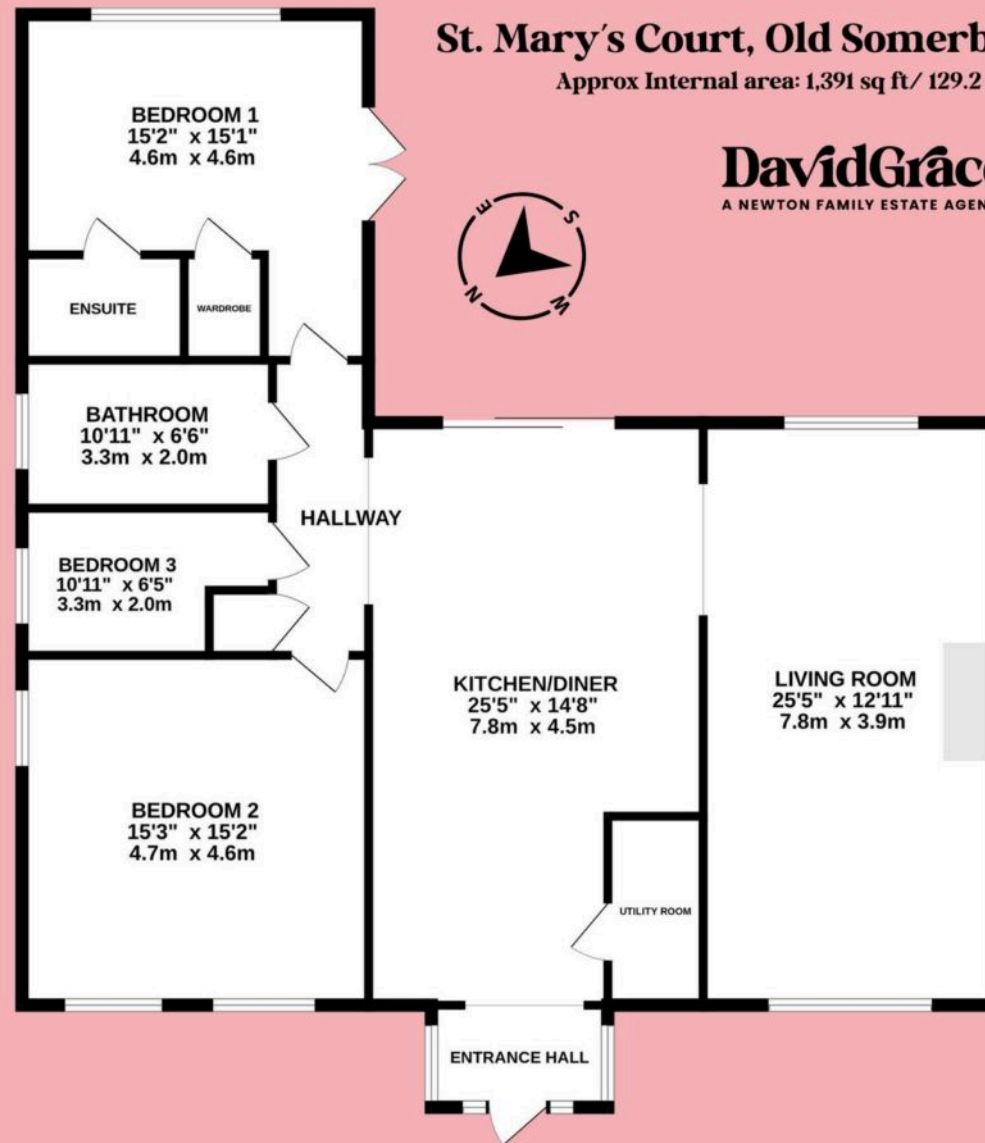 St. Mary's Court, Old Somerb
Approx Internal area: 1,391 sq ft/ 129.2
DavidGrace
A NEWTON FAMILY ESTATE AGEN
E
S
N
W
BEDROOM 1
15'2" x 15'1"
4.6m x 4.6m
ENSUITE
WARDROBE
BATHROOM
10'11" x 6'6"
3.3m x 2.0m
HALLWAY
BEDROOM 3
10'11" x 6'5"
3.3m x 2.0m
KITCHEN/DINER
25'5" x 14'8"
7.8m x 4.5m
LIVING ROOM
25'5" x 12'11"
7.8m x 3.9m
BEDROOM 2
15'3" x 15'2"
4.7m x 4.6m
UTILITY ROOM
ENTRANCE HALL